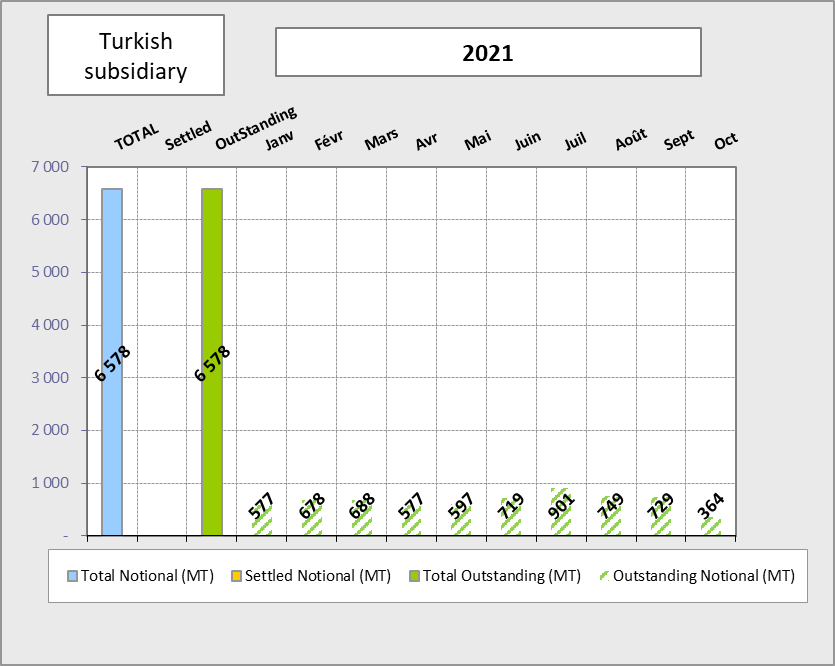 Turkish
subsidiary
2021
TOTAL
Settled
OutStanding
Janv
Févr
Mars
Avr
Mai
Juin
Juil
Août
Sept
Oct
7 000
6 000
5 000
4 000
3 000
2 000
1 000
-
6 578
6 578
577
678
688
577
597
719
901
749
729
364
Total Notional (MT)
Settled Notional (MT)
Total Outstanding (MT)
Outstanding Notional (MT)